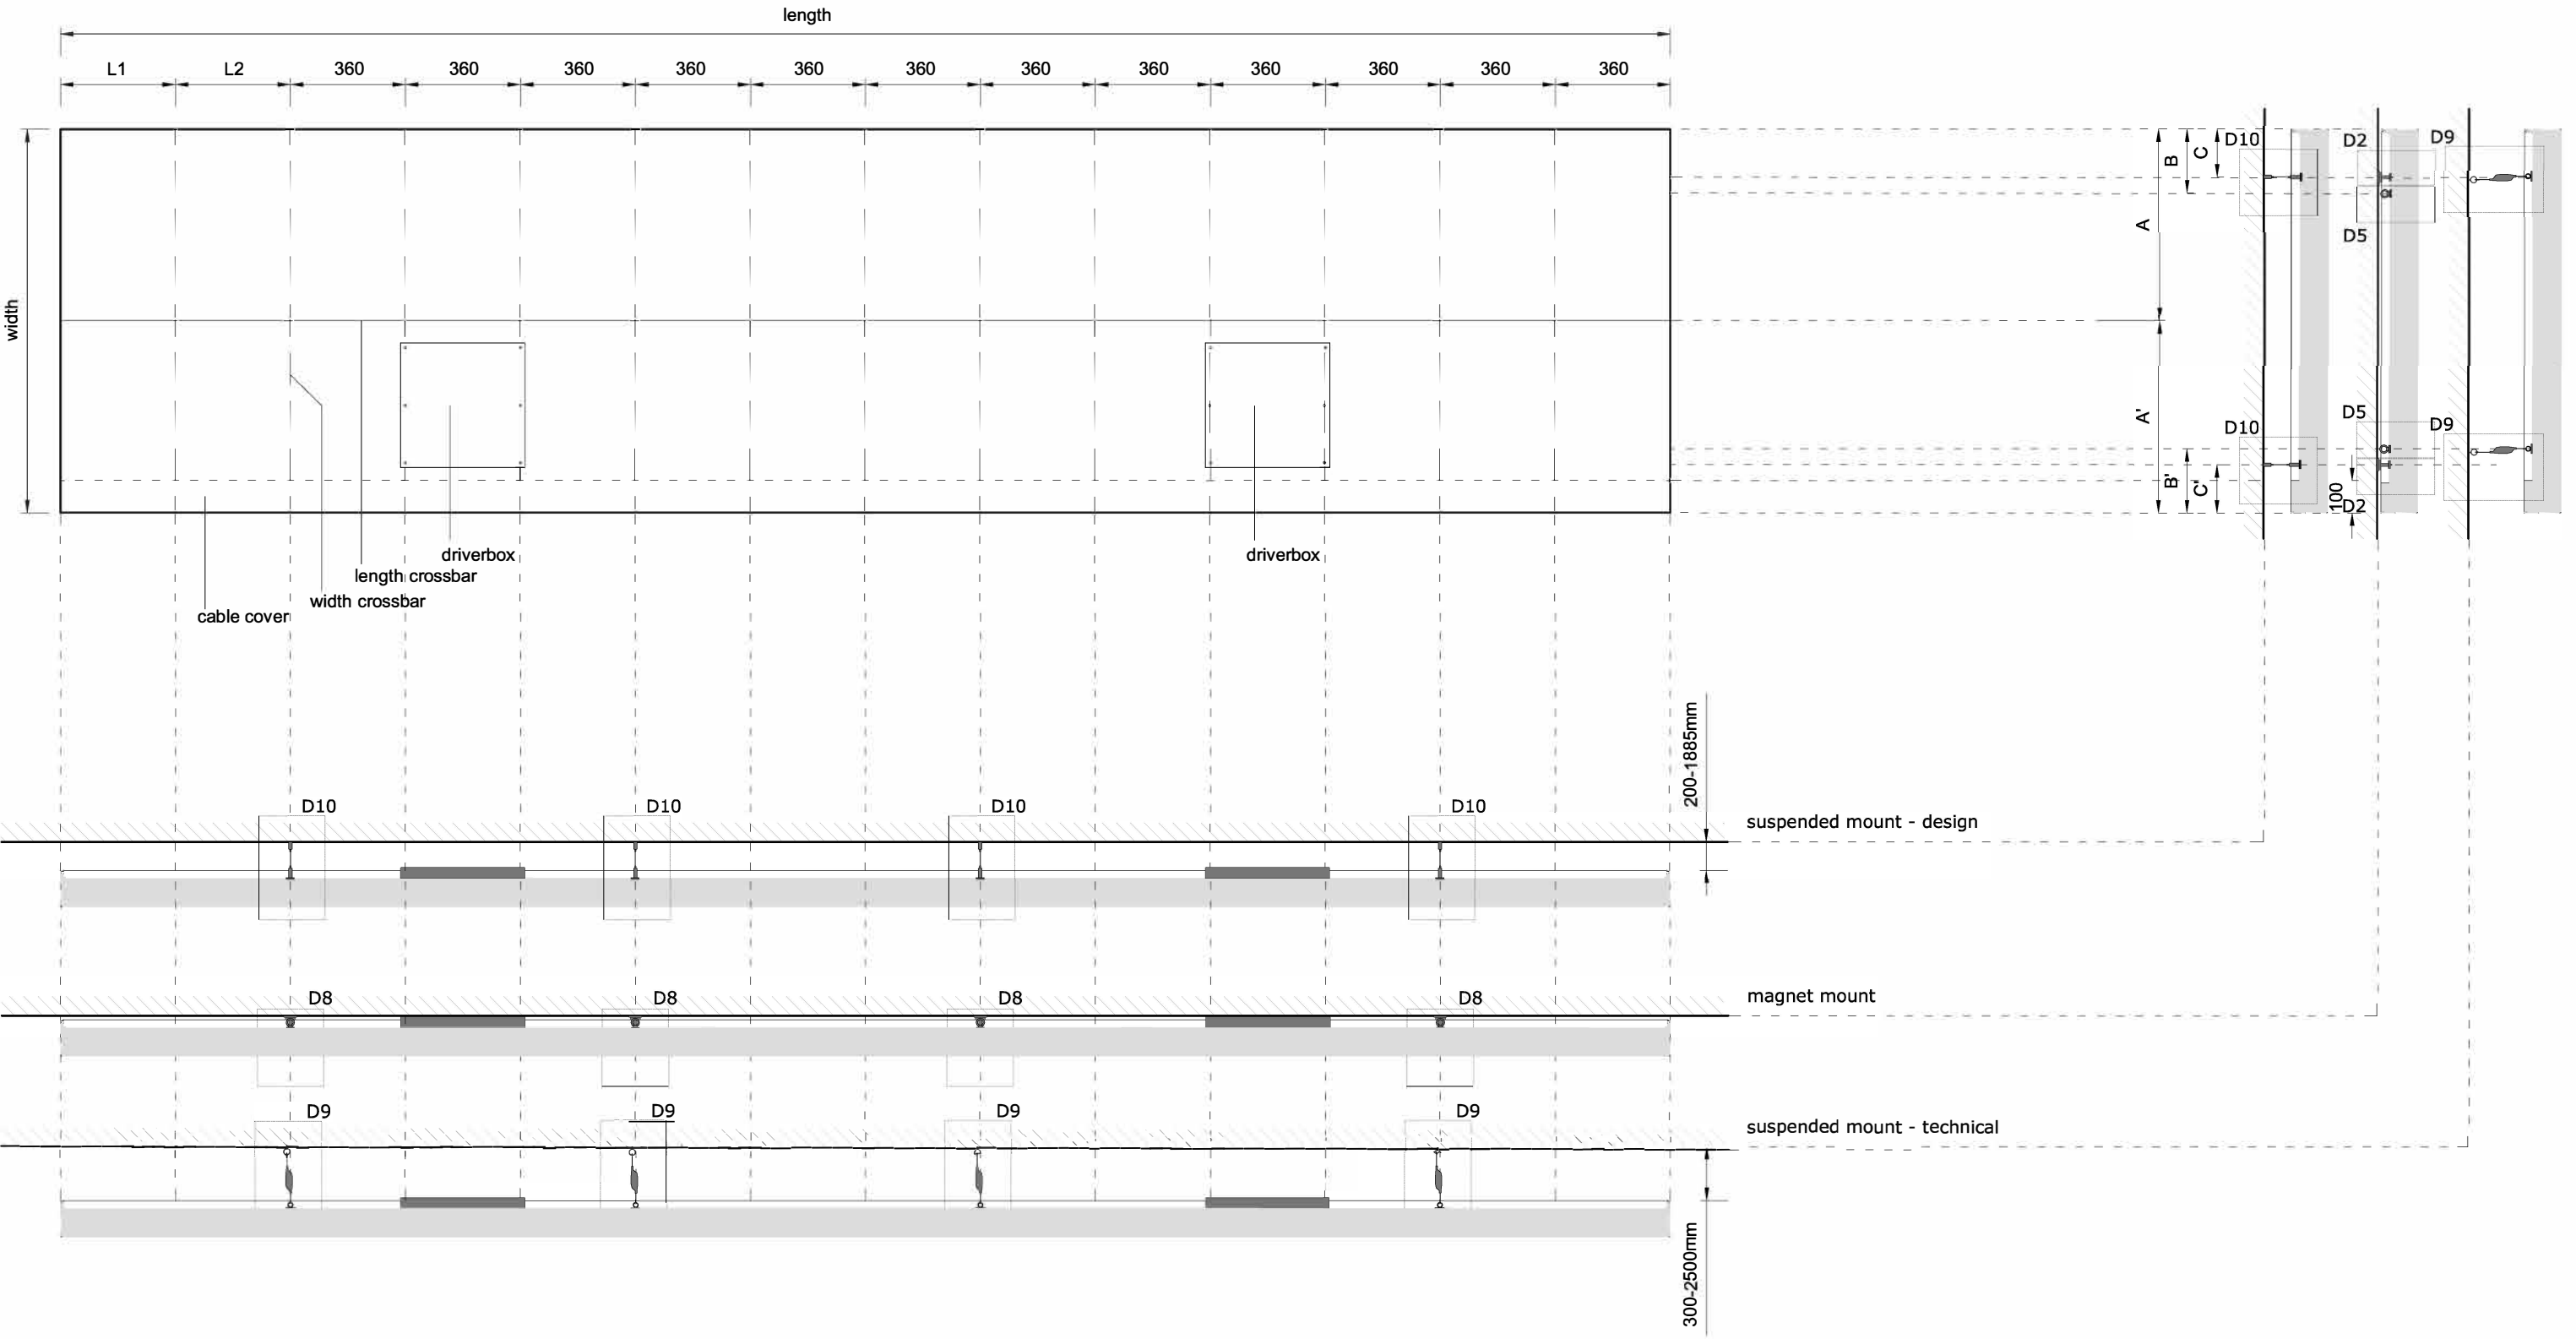 length
L1 L2 360 360 360 360 360 360 360 360 360 360 360 360
width
D10 D2 D9
A B C
D5
driverbox
driverbox
length crossbar
width crossbar
cable cover
A' B' C'
D10 D5 D9
100
D2
200-1885mm
D10 D10 D10 D10
suspended mount - design
D8 D8 D8 D8
magnet mount
D9 D9 D9 D9
suspended mount - technical
300-2500mm